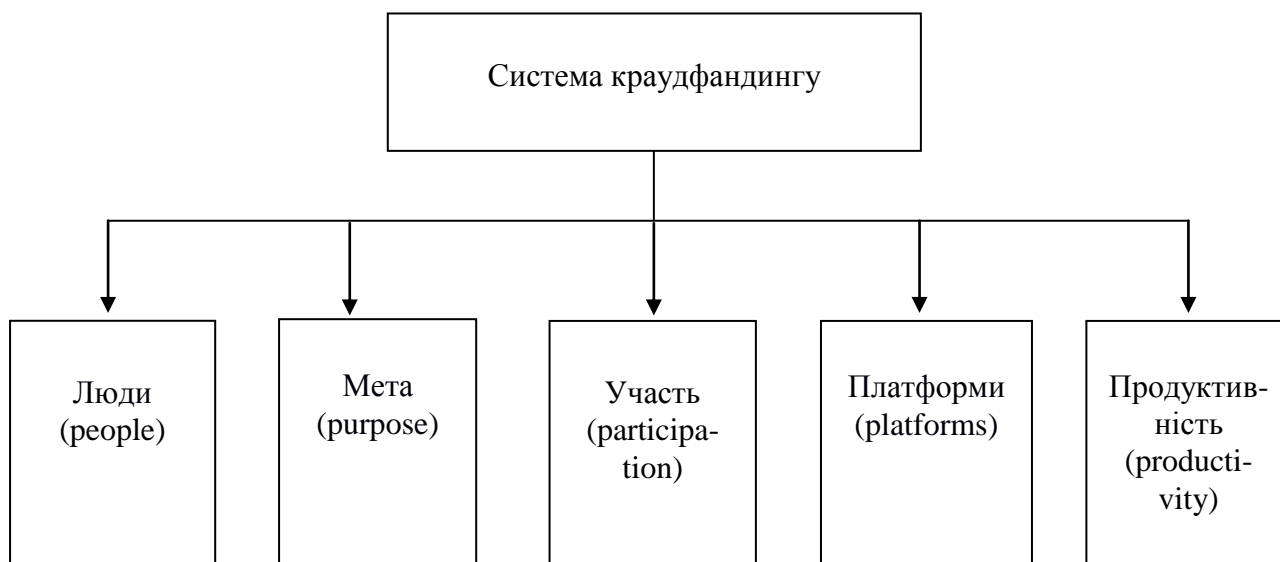 Система краудфандингу
Люди
(people)
Мета
(purpose)
Участь
(participa-
tion)
Платформи
(platforms)
Продуктив-
ність
(producti-
vity)